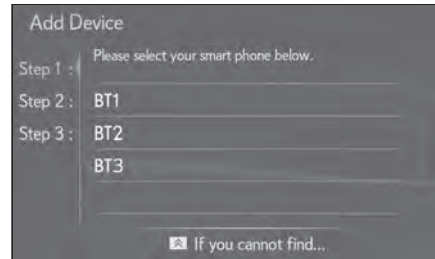 Add Device
Please select your smart phone below.
Step 1 :
Step 2 : BT1
Step 3 : BT2
BT3
If you cannot find...